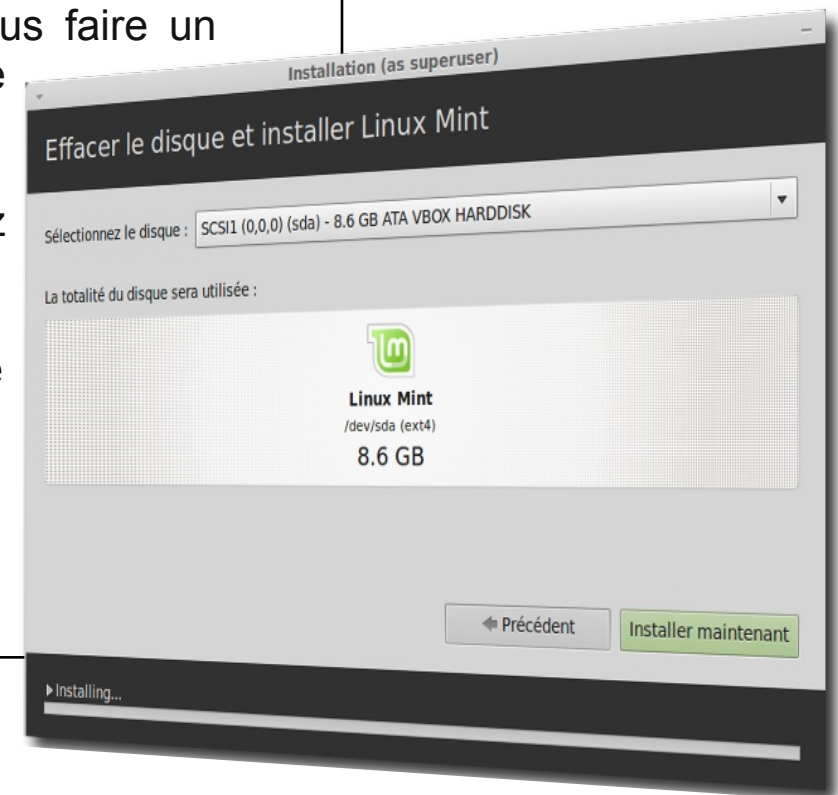 us faire un
e
z
e
Installation (as superuser)
Effacer le disque et installer Linux Mint
Sélectionnez le disque : SCSI1 (0,0,0) (sda) - 8.6 GB ATA VBOX HARDDISK
La totalité du disque sera utilisée :
Linux Mint
/dev/sda (ext4)
8.6 GB
Précédent Installer maintenant
Installing...